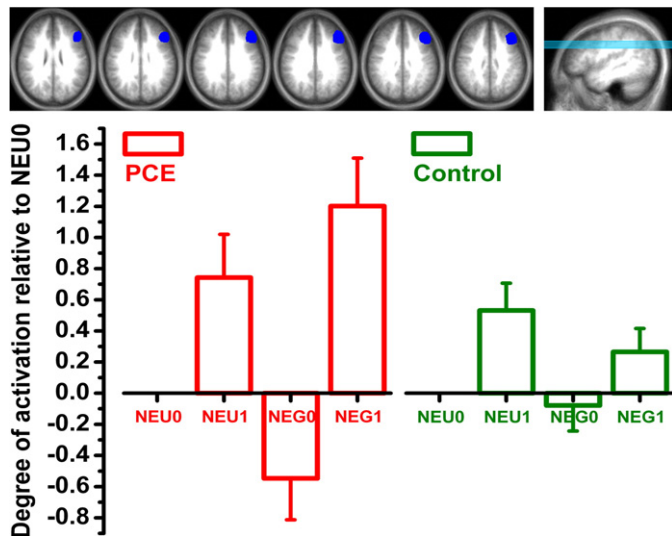 Degree of activation relative to NEU0
1.6
1.4
1.2
1.0
0.8
0.6
0.4
0.2
0.0
-0.2
-0.4
-0.6
-0.8
PCE
Control
NEU0 NEU1 NEG0 NEG1
NEU0 NEU1 NEG0 NEG1